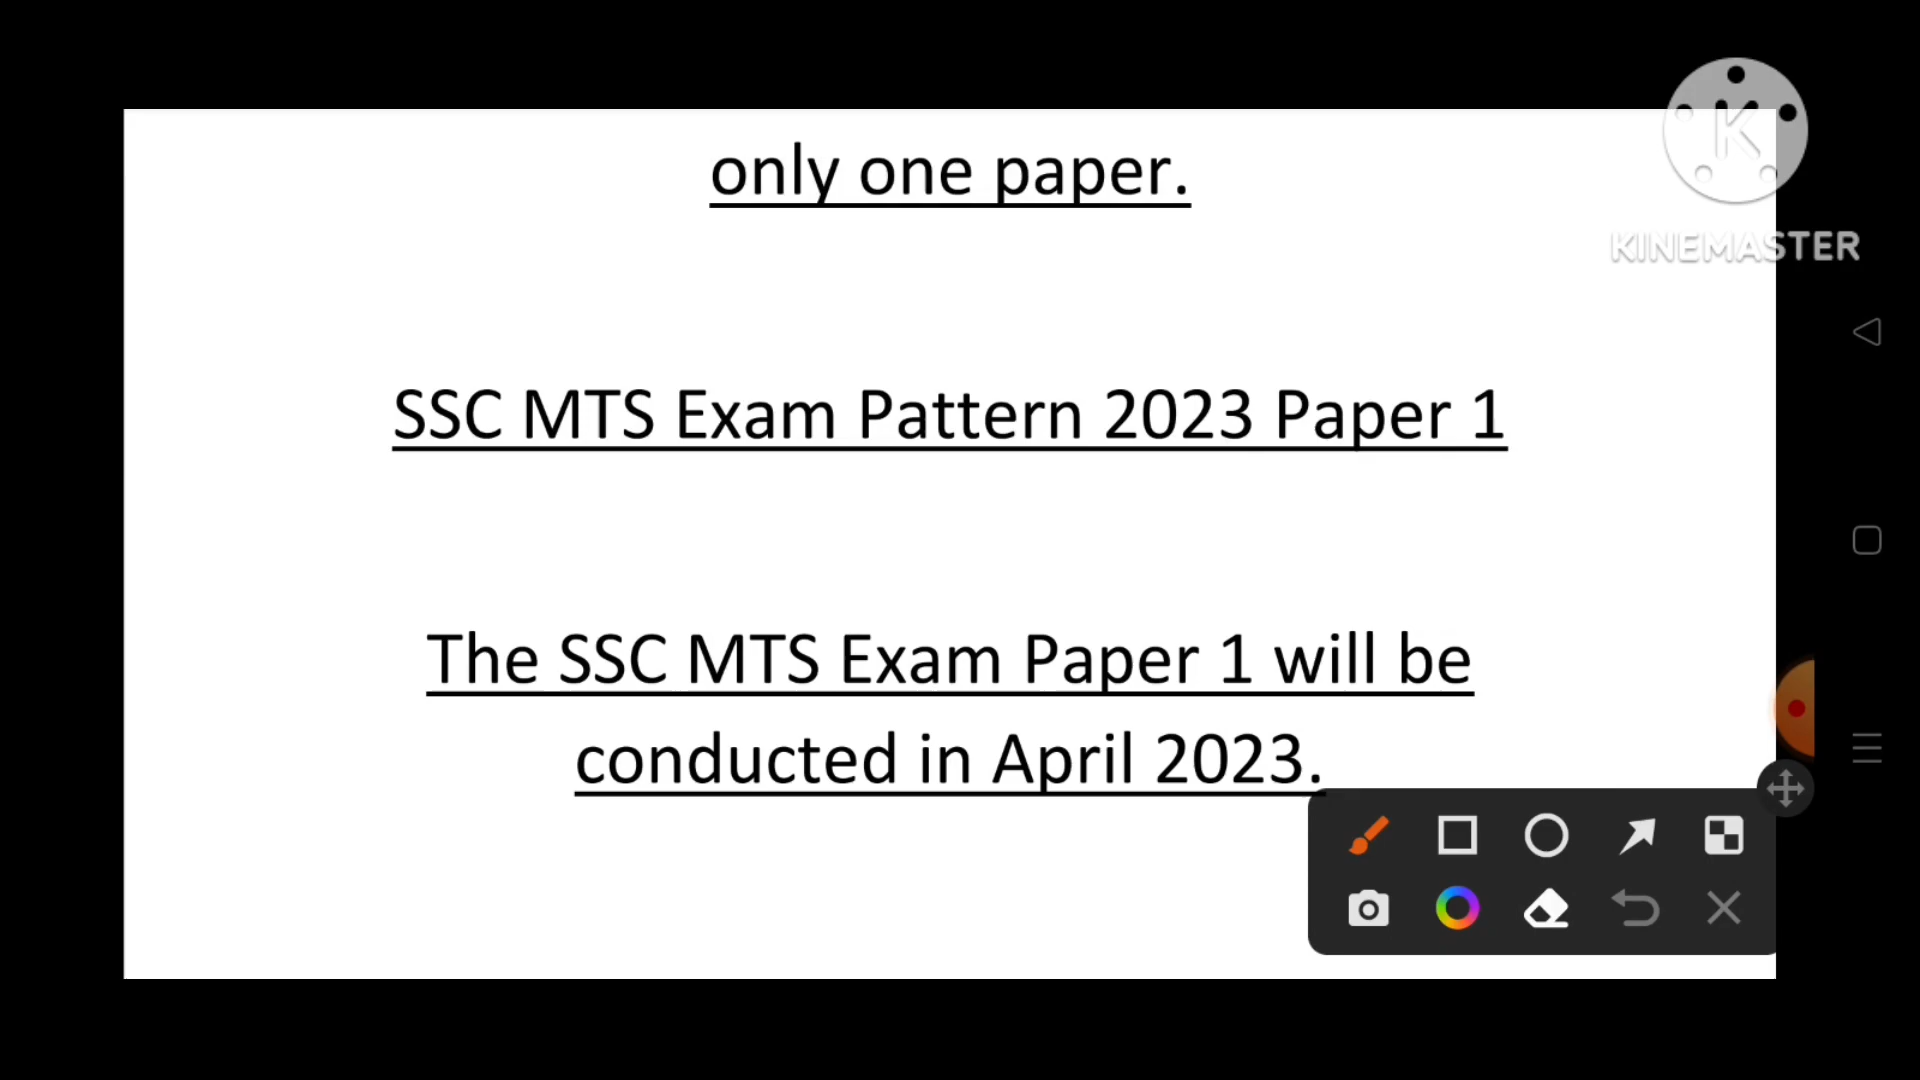 only one paper.
K
KINEMASTER
SSC MTS Exam Pattern 2023 Paper 1
The SSC MTS Exam Paper 1 will be
conducted in April 2023.